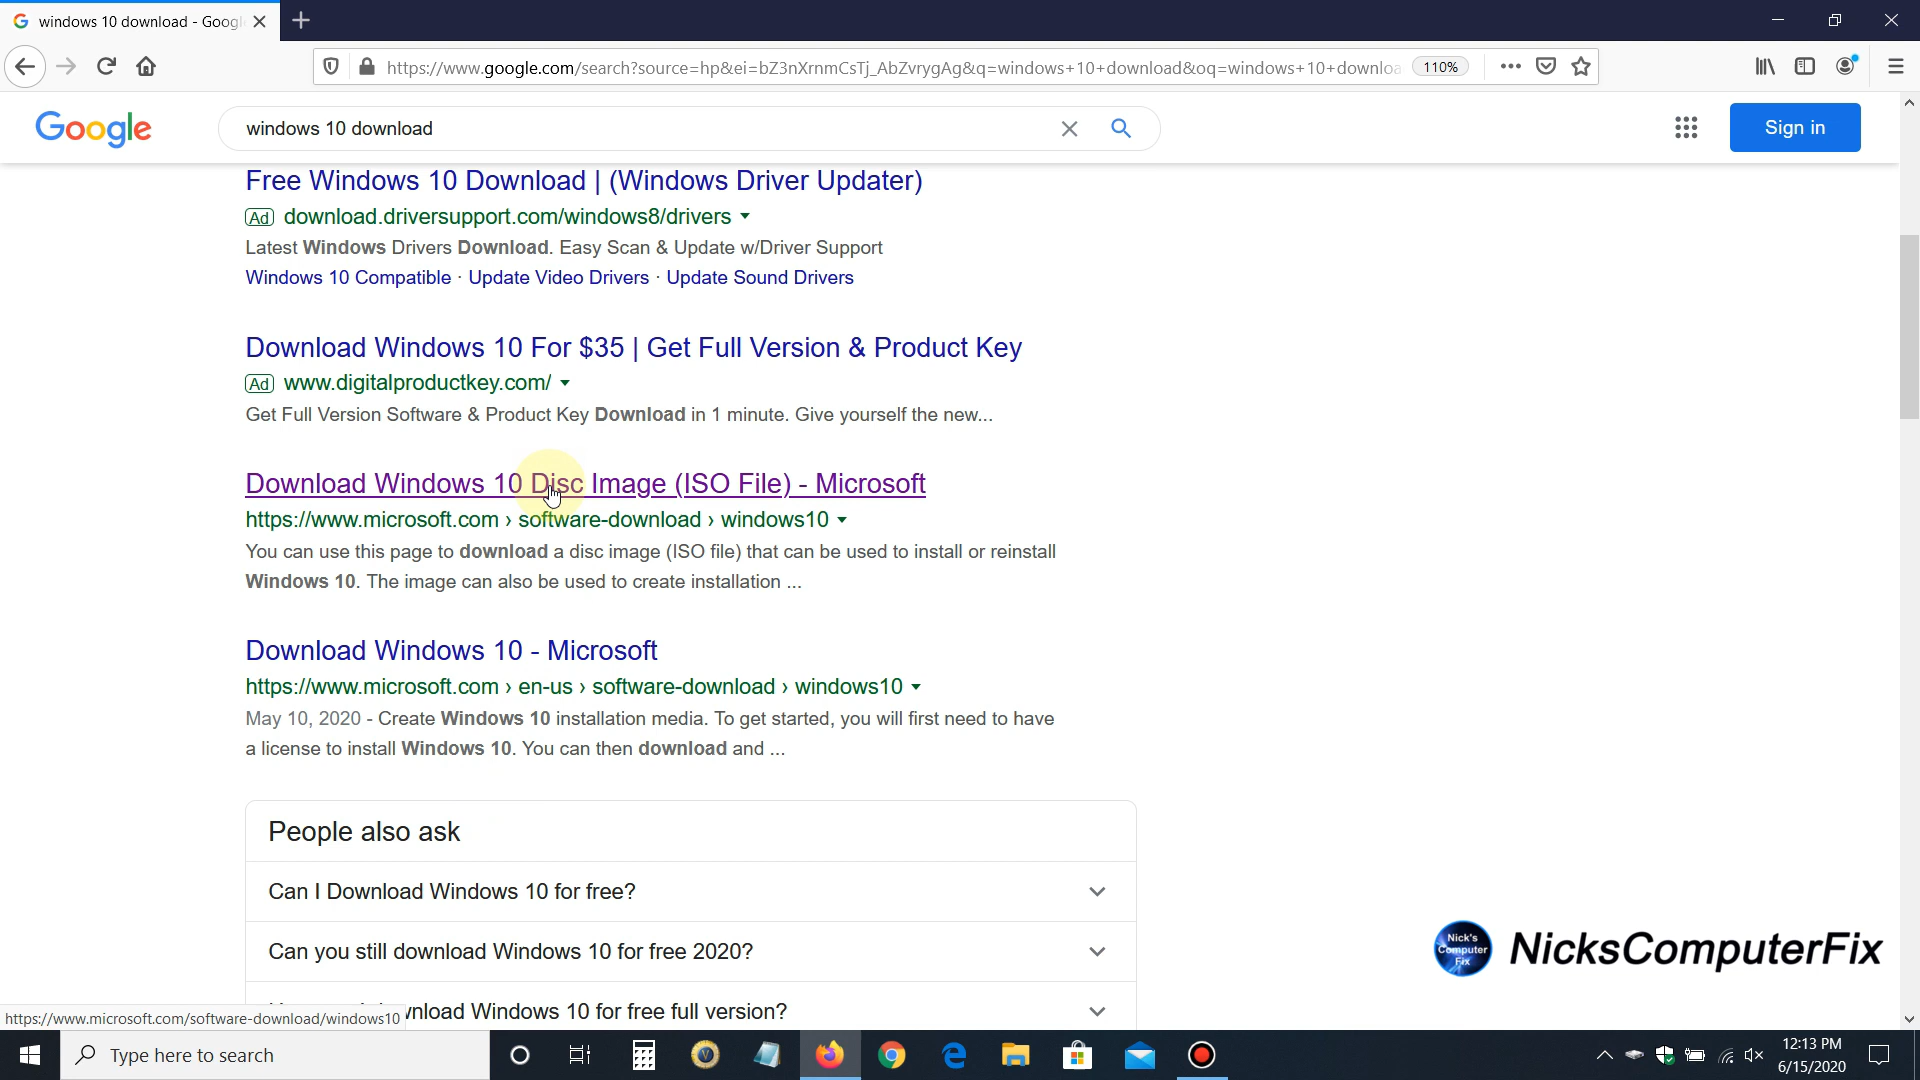 windows 10 download - Googl
https://www.google.com/search?source=hp&ei=bZ3nXrnmCsTj_AbZvrygAg&q=windows+10+download&oq=windows+10+downloa
110%
Google
windows 10 download
Sign in
Free Windows 10 Download | (Windows Driver Updater)
Ad download.driversupport.com/windows8/drivers
Latest Windows Drivers Download. Easy Scan & Update w/Driver Support
Windows 10 Compatible · Update Video Drivers · Update Sound Drivers
Download Windows 10 For $35 | Get Full Version & Product Key
Ad www.digitalproductkey.com/
Get Full Version Software & Product Key Download in 1 minute. Give yourself the new...
Download Windows 10 Disc Image (ISO File) - Microsoft
https://www.microsoft.com › software-download › windows10
You can use this page to download a disc image (ISO file) that can be used to install or reinstall
Windows 10. The image can also be used to create installation ...
Download Windows 10 - Microsoft
https://www.microsoft.com › en-us › software-download › windows10
May 10, 2020 - Create Windows 10 installation media. To get started, you will first need to have
a license to install Windows 10. You can then download and ...
People also ask
Can I Download Windows 10 for free?
Can you still download Windows 10 for free 2020?
Nick's Computer Fix
NicksComputerFix
Windows 10 for free full version?
https://www.microsoft.com/software-download/windows10
Type here to search
12:13 PM
6/15/2020